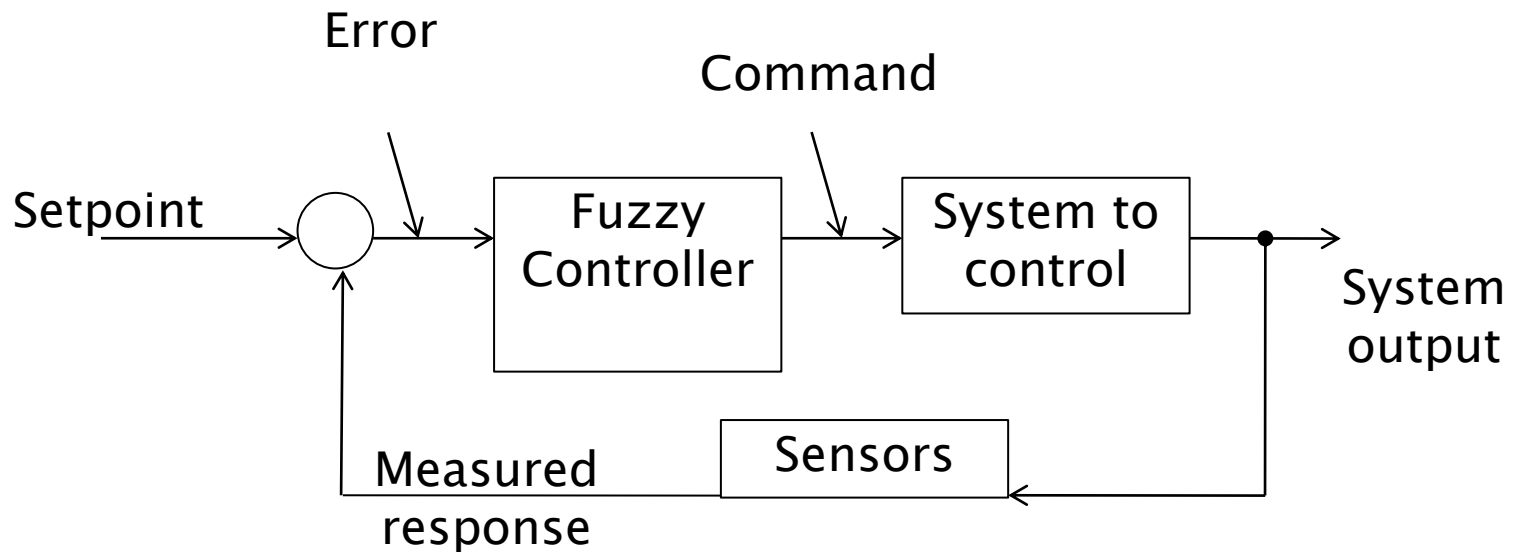 Error
Command
Setpoint
Fuzzy
Controller
System to
control
System
output
Sensors
Measured
response